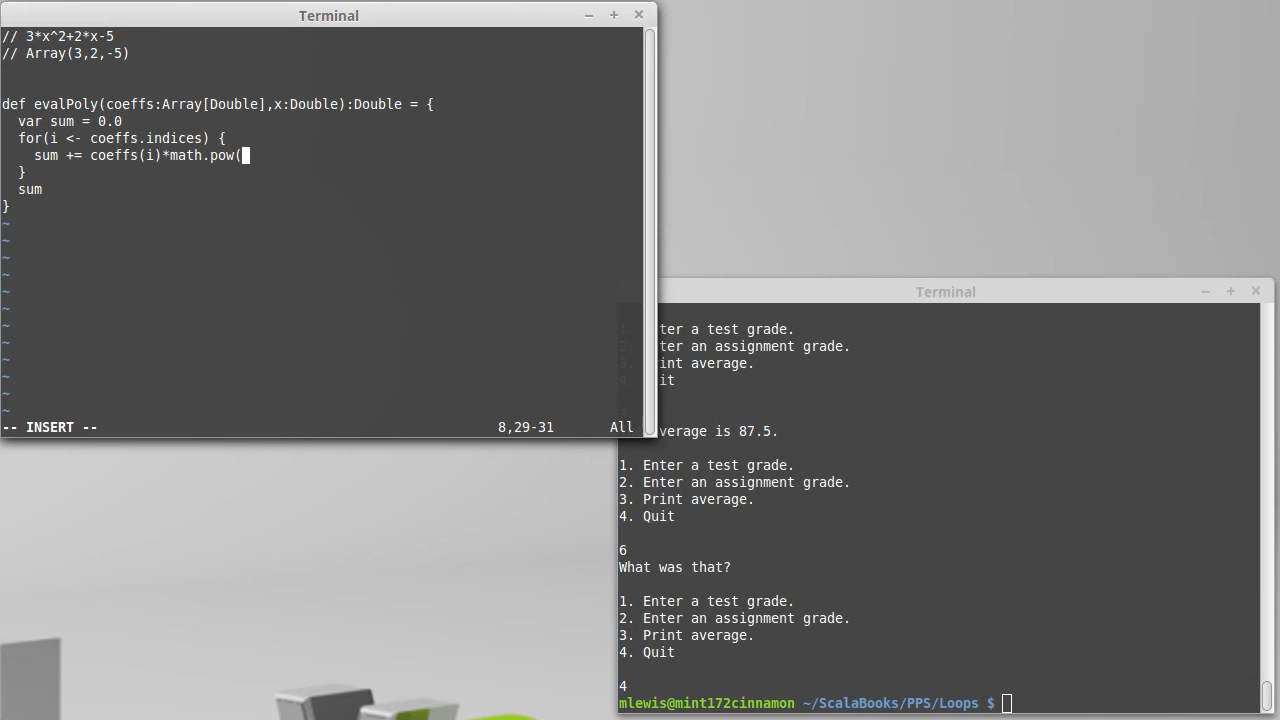 Terminal
// 3*x^2+2*x-5
// Array(3,2,-5)
def evalPoly(coeffs:Array[Double],x:Double):Double = {
  var sum = 0.0
  for(i <- coeffs.indices) {
    sum += coeffs(i)*math.pow(
  }
  sum
}
~
~
~
~
~
~
~
~
~
~
~
~
-- INSERT -- 8,29-31 All
Terminal
ter a test grade.
ter an assignment grade.
int average.
it
verage is 87.5.
1. Enter a test grade.
2. Enter an assignment grade.
3. Print average.
4. Quit
6
What was that?
1. Enter a test grade.
2. Enter an assignment grade.
3. Print average.
4. Quit
4
mlewis@mint172cinnamon ~/ScalaBooks/PPS/Loops $